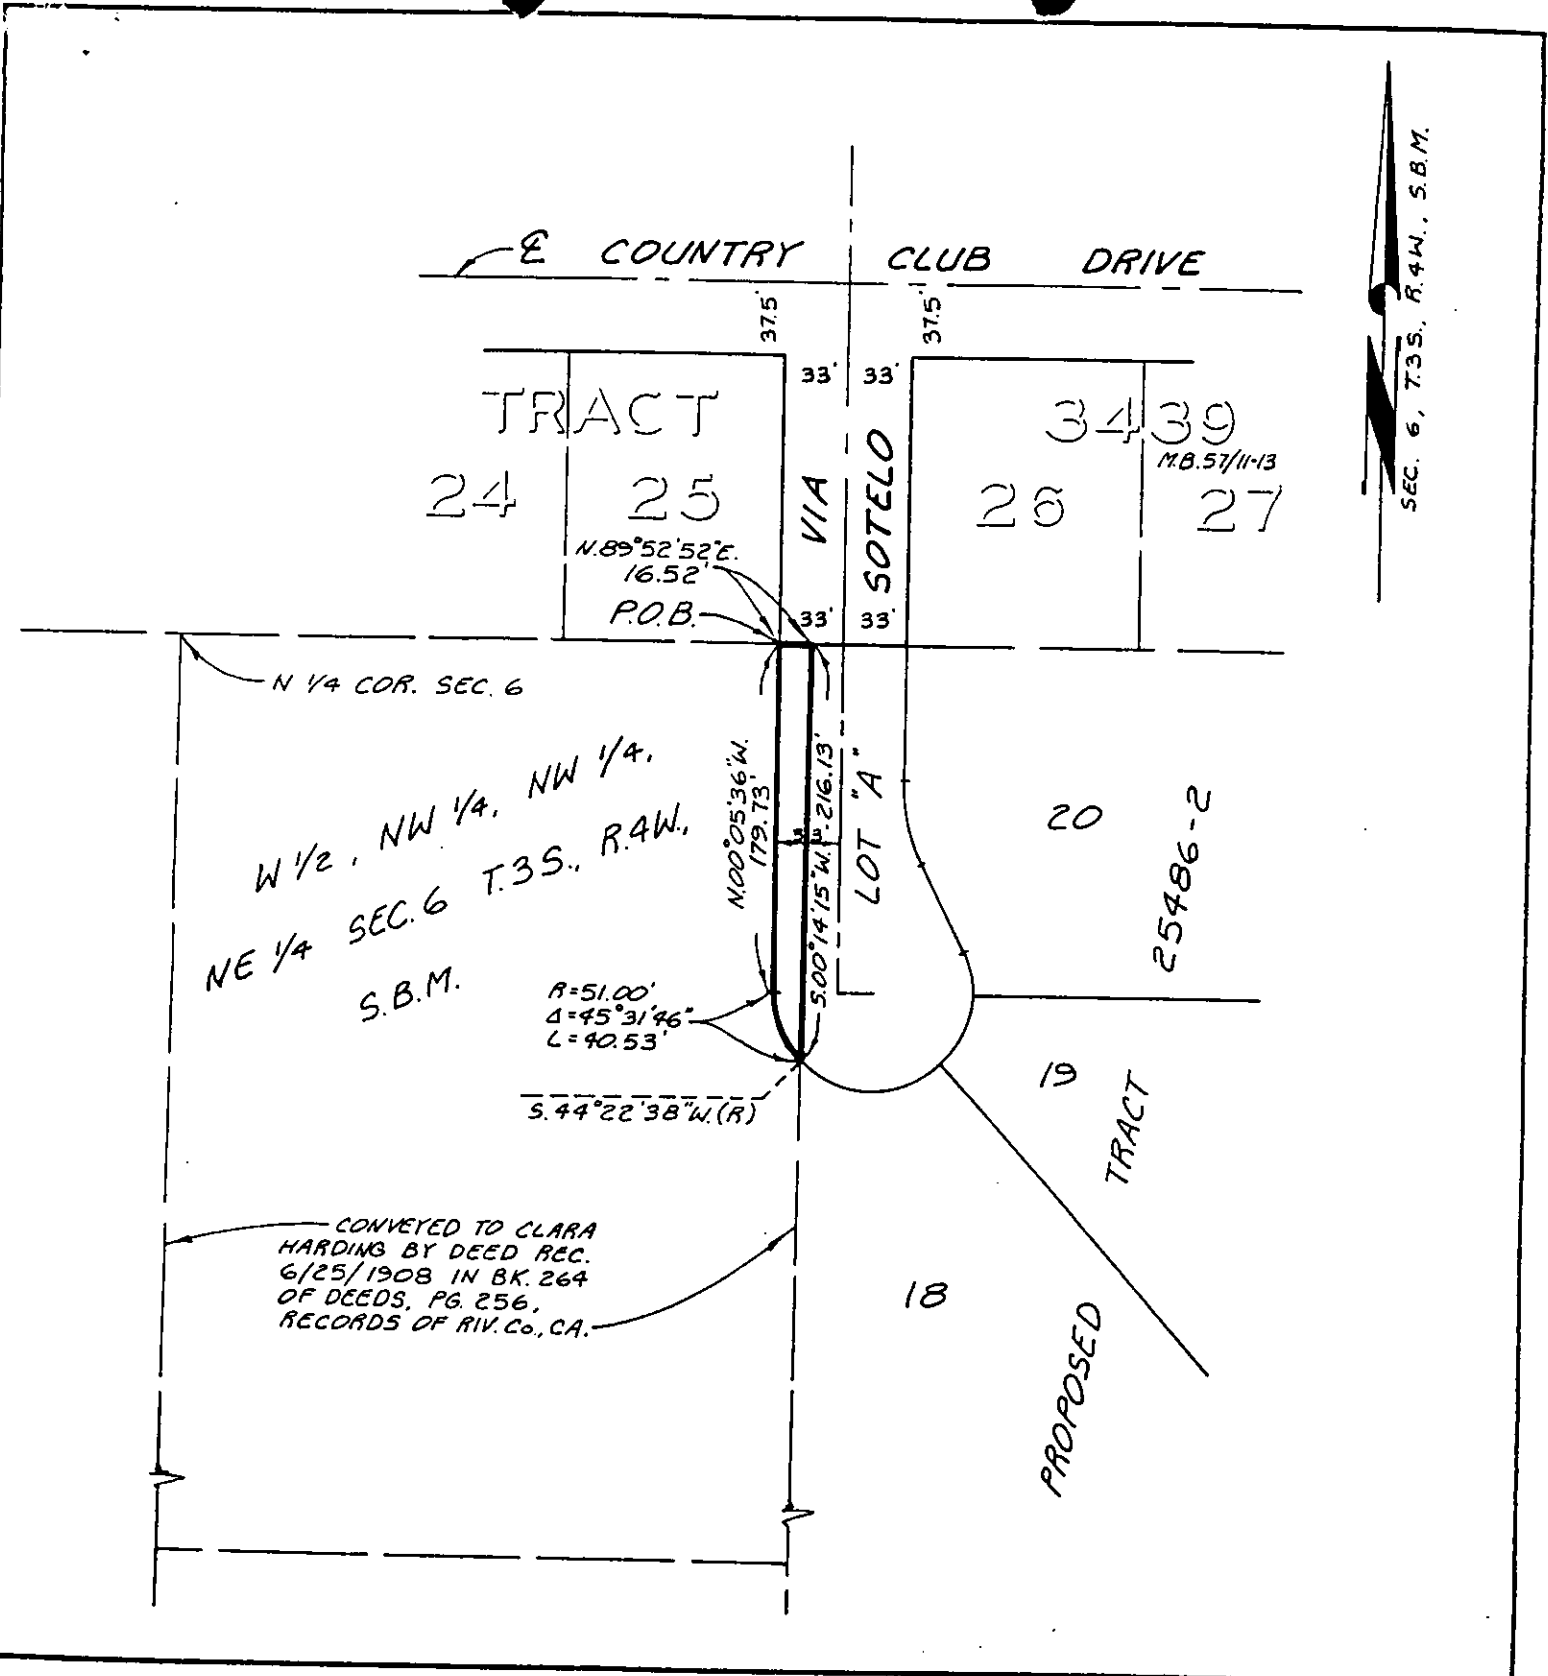 ℄ COUNTRY CLUB DRIVE
SEC. 6, T.3S., R.4W., S.B.M.
N
37.5'
37.5'
33' 33'
TRACT 3439
M.B.57/11-13
24 25 26 27
VIA SOTELO
N.89°52'52"E.
16.52'
P.O.B.
33' 33'
N 1/4 COR. SEC. 6
W 1/2, NW 1/4, NW 1/4,
NE 1/4 SEC.6 T.3S., R.4W.,
S.B.M.
N.00°05'36"W.
179.73'
33'
S.00°14'15"W.-216.13'
LOT "A"
20
R=51.00'
Δ=45°31'46"
L=40.53'
S.44°22'38"W.(R)
19
18
PROPOSED TRACT 25486-2
CONVEYED TO CLARA
HARDING BY DEED REC.
6/25/1908 IN BK. 264
OF DEEDS, PG. 256,
RECORDS OF RIV. Co., CA.